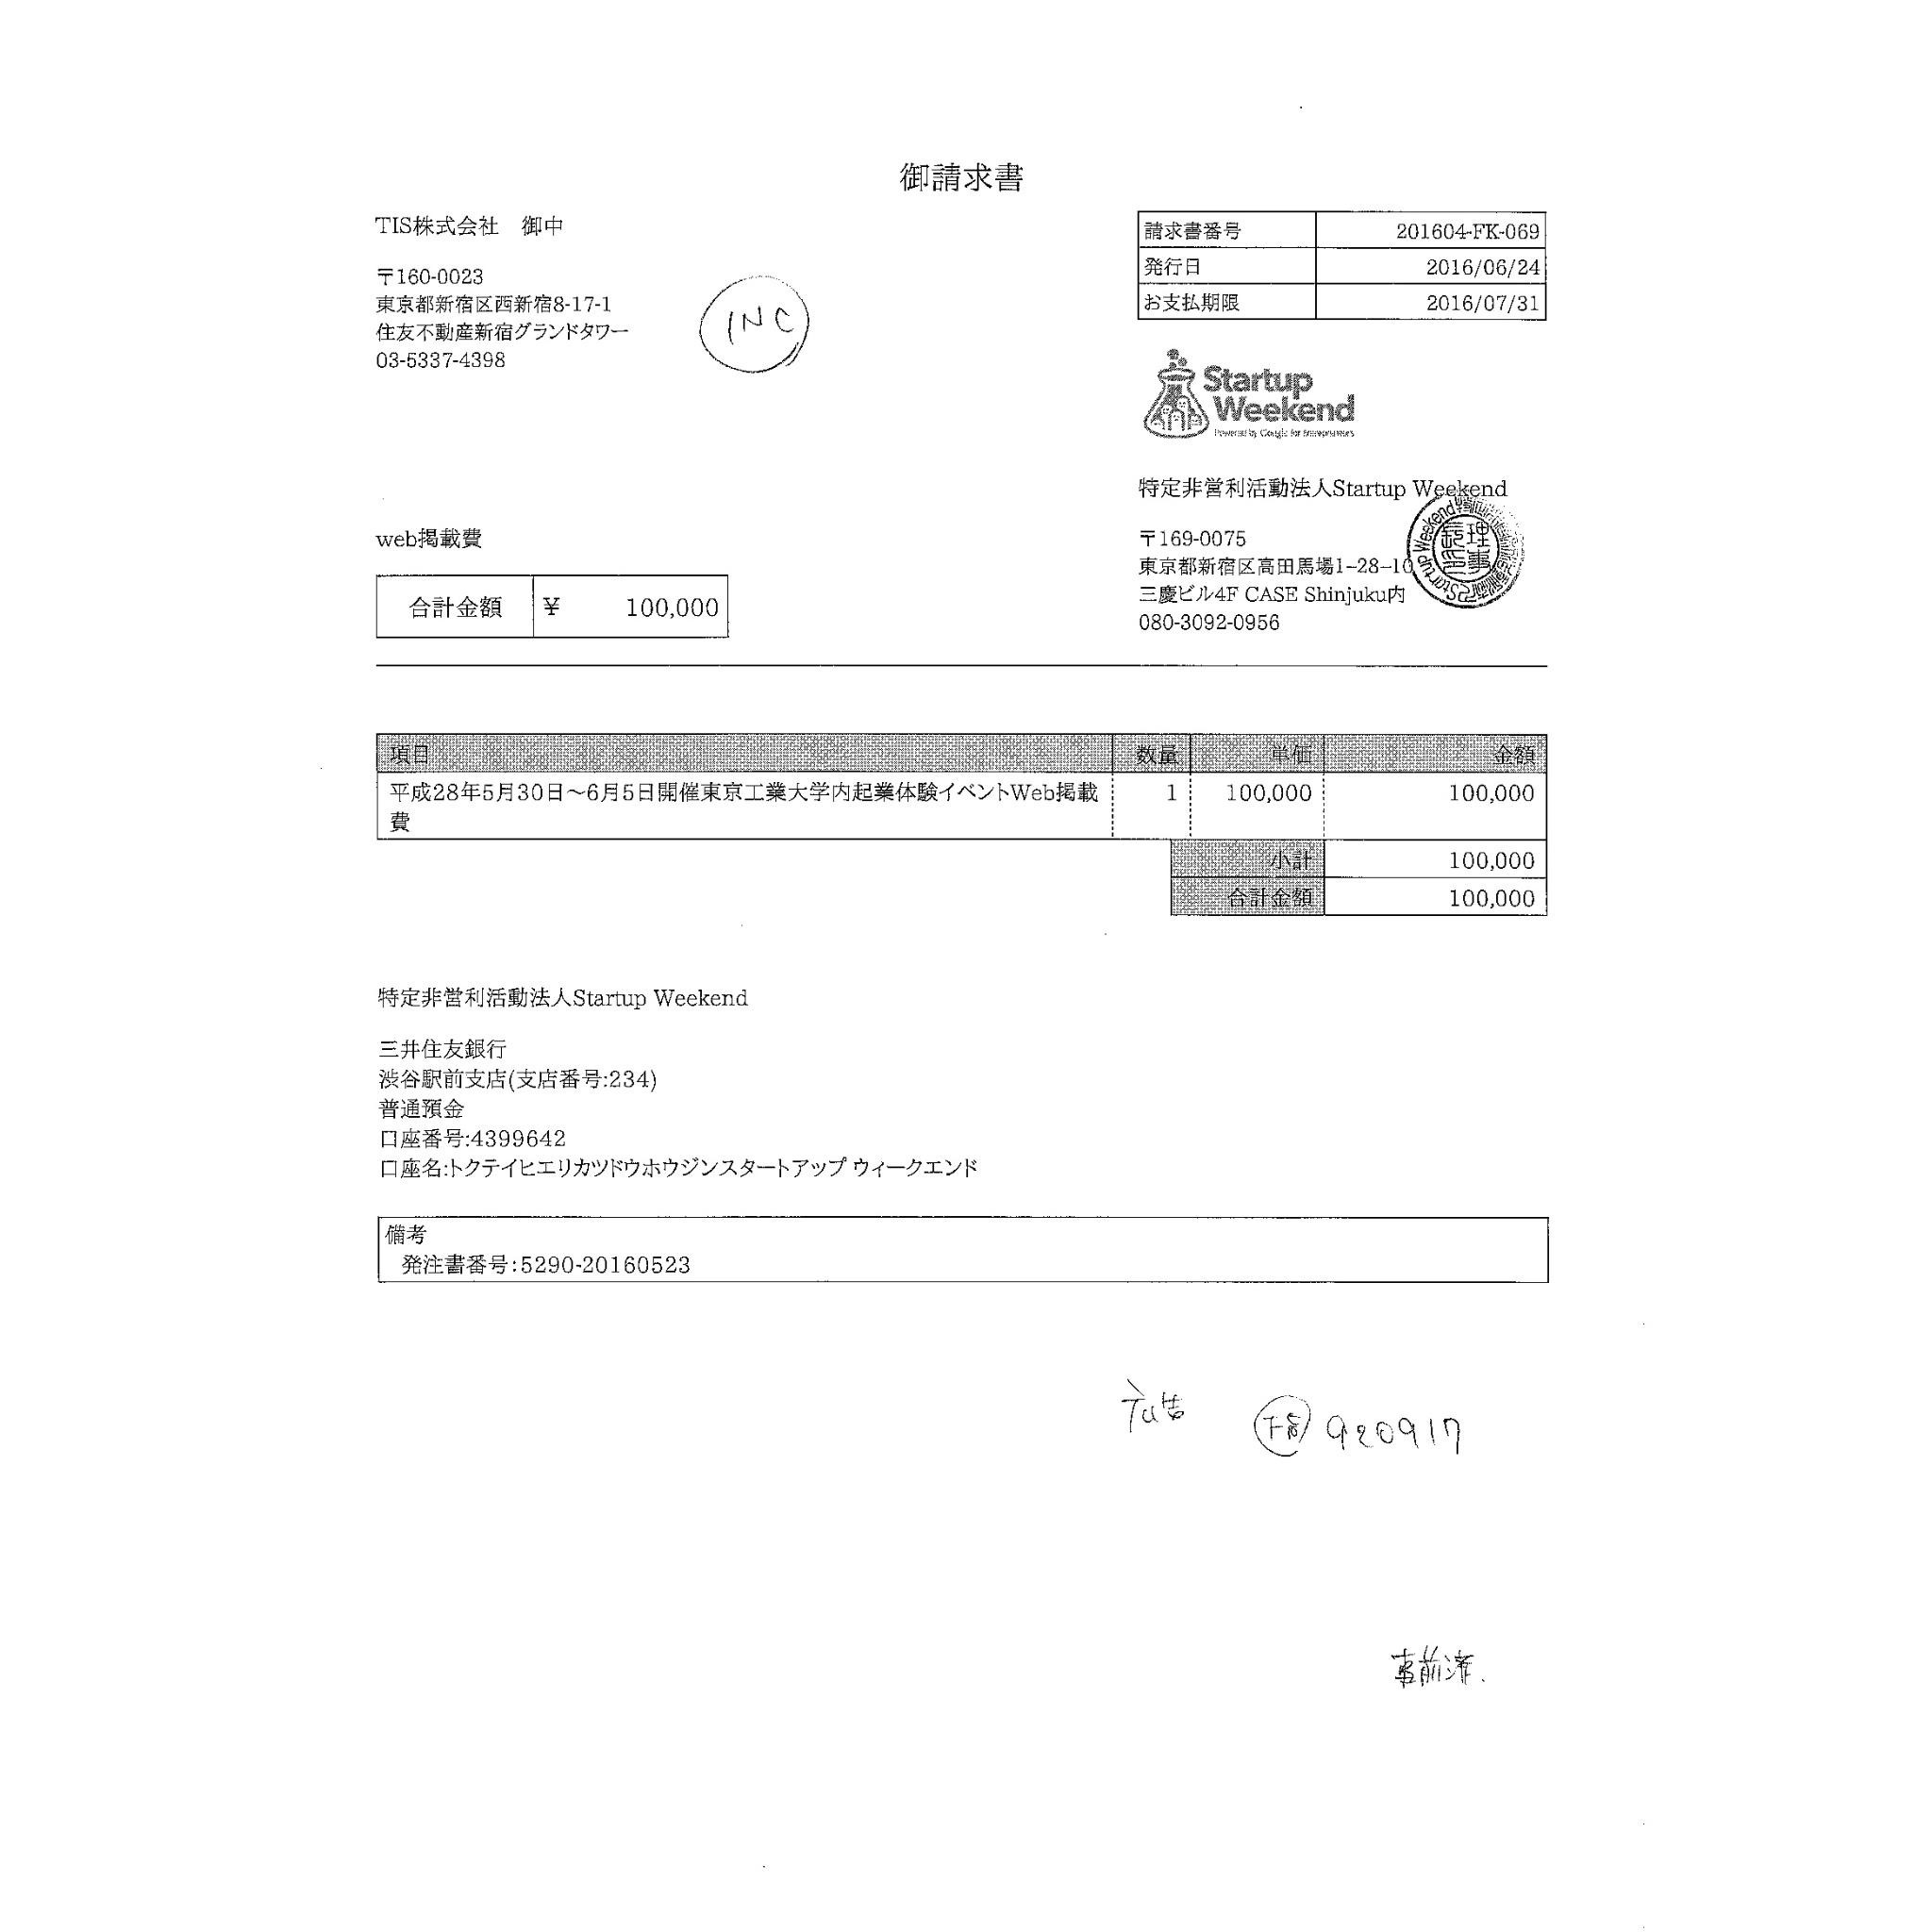 御請求書
TIS株式会社　御中
〒160-0023
東京都新宿区西新宿8-17-1
住友不動産新宿グランドタワー
03-5337-4398
INC
請求書番号 201604-FK-069
発行日 2016/06/24
お支払期限 2016/07/31
Startup
Weekend
Powered by Google for Entrepreneurs
特定非営利活動法人Startup Weekend
〒169-0075
東京都新宿区高田馬場1-28-10
三慶ビル4F CASE Shinjuku内
080-3092-0956
web掲載費
合計金額 ¥ 100,000
項目 数量 単価 金額
平成28年5月30日～6月5日開催東京工業大学内起業体験イベントWeb掲載 1 100,000 100,000
費
小計 100,000
合計金額 100,000
特定非営利活動法人Startup Weekend
三井住友銀行
渋谷駅前支店(支店番号:234)
普通預金
口座番号:4399642
口座名:トクテイヒエリカツドウホウジンスタートアップ ウィークエンド
備考
発注書番号:5290-20160523
広告 920917
事前済.